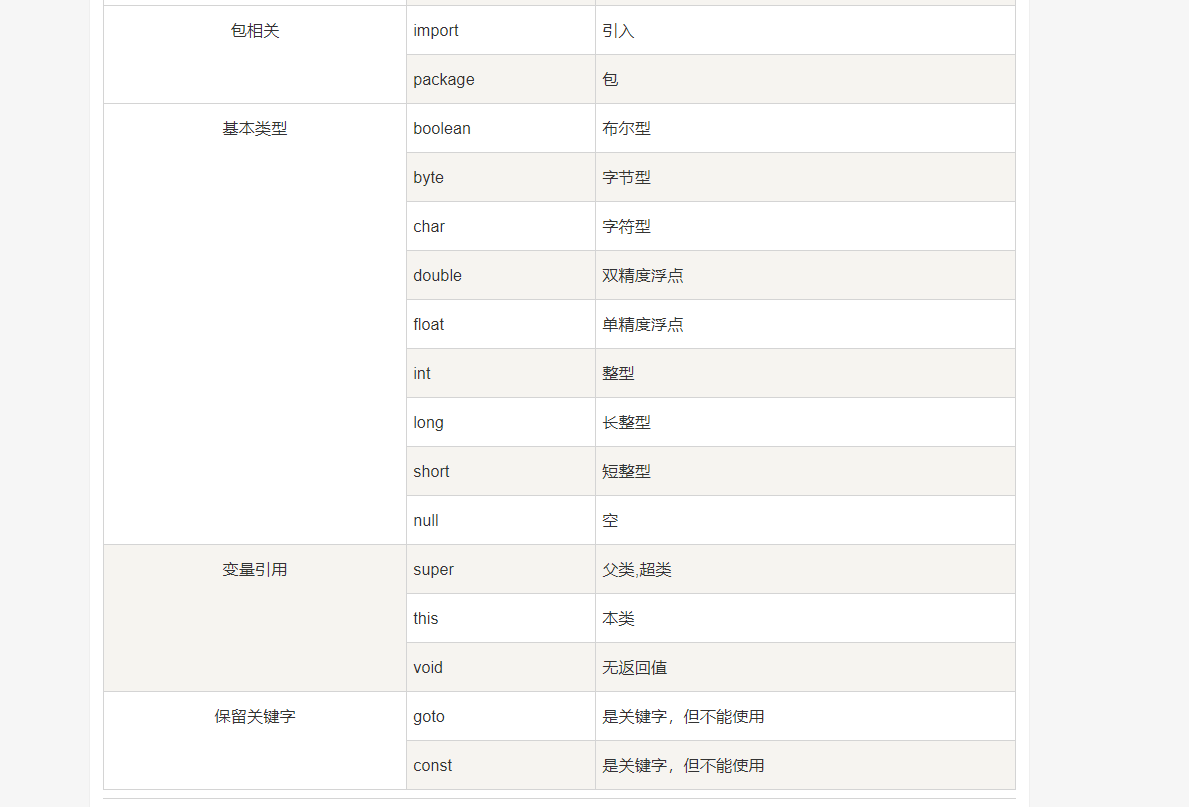 包相关 import 引入
package 包
基本类型 boolean 布尔型
byte 字节型
char 字符型
double 双精度浮点
float 单精度浮点
int 整型
long 长整型
short 短整型
null 空
变量引用 super 父类,超类
this 本类
void 无返回值
保留关键字 goto 是关键字，但不能使用
const 是关键字，但不能使用